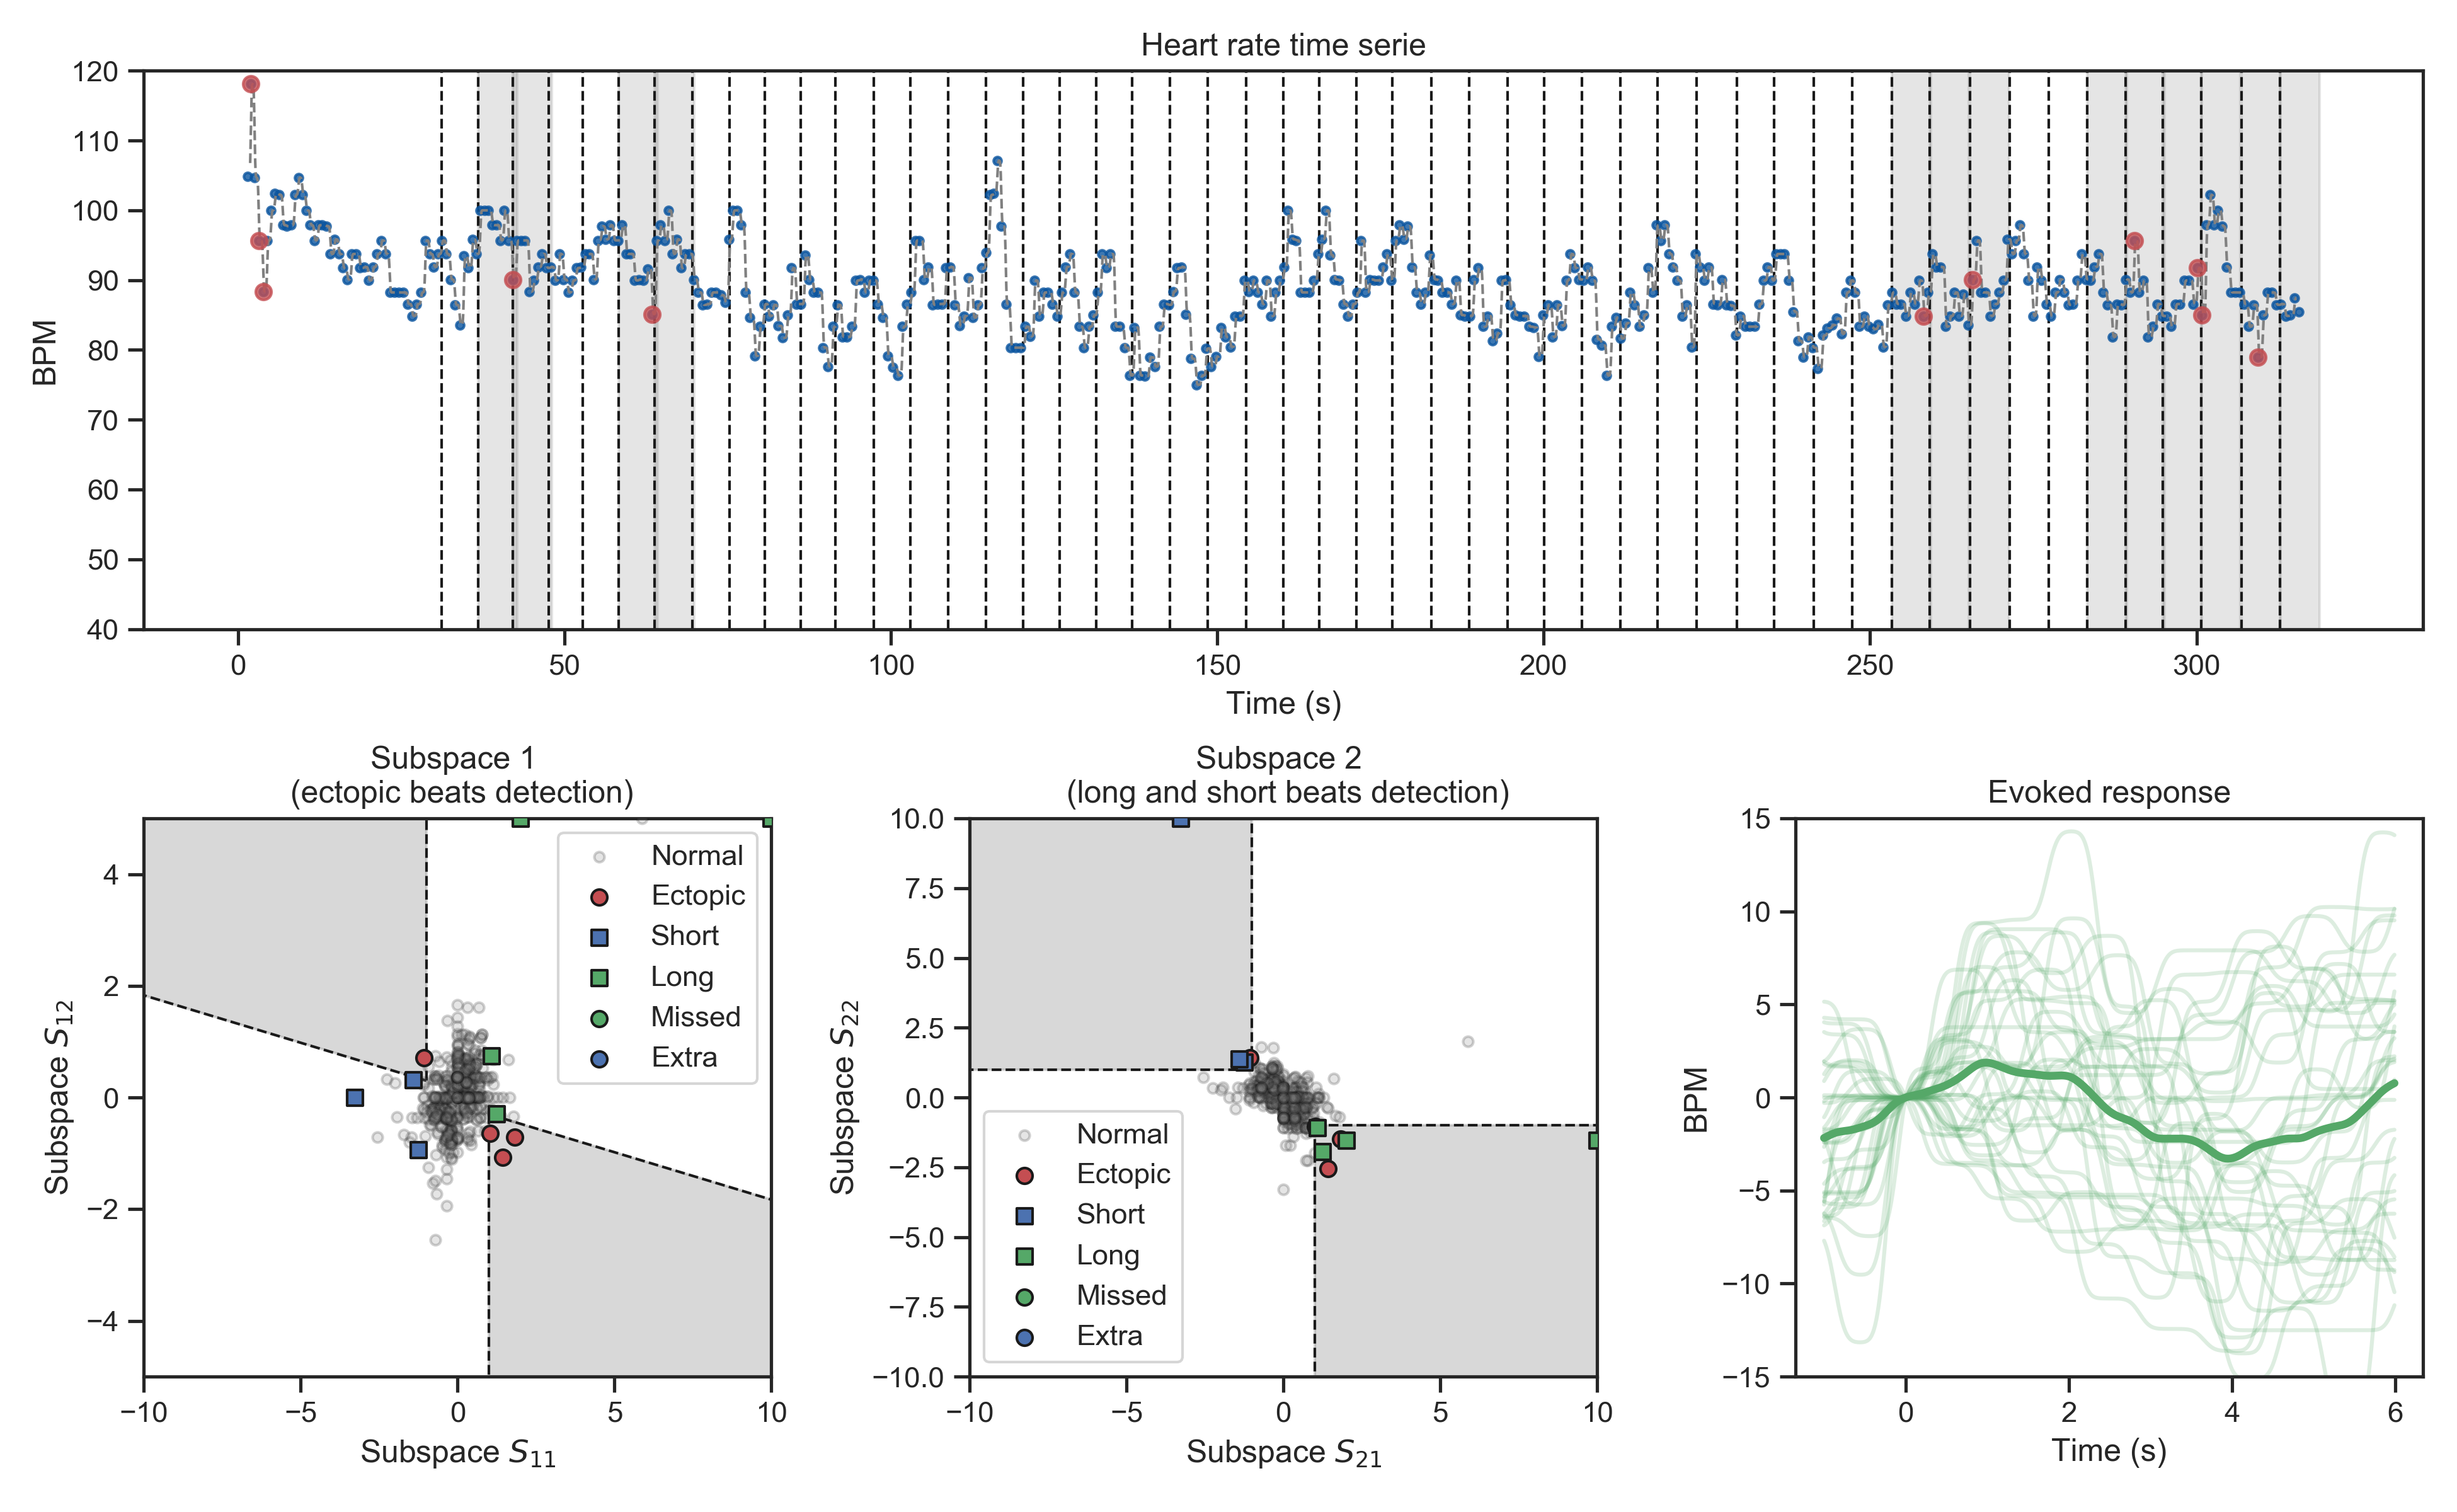 Heart rate time serie
120
110
100
90
80
70
60
50
40
BPM
0 50 100 150 200 250 300
Time (s)
Subspace 1
(ectopic beats detection)
4
2
0
−2
−4
Subspace S12
Normal
Ectopic
Short
Long
Missed
Extra
−10 −5 0 5 10
Subspace S11
Subspace 2
(long and short beats detection)
10.0
7.5
5.0
2.5
0.0
−2.5
−5.0
−7.5
−10.0
Subspace S22
Normal
Ectopic
Short
Long
Missed
Extra
−10 −5 0 5 10
Subspace S21
Evoked response
15
10
5
0
−5
−10
−15
BPM
0 2 4 6
Time (s)